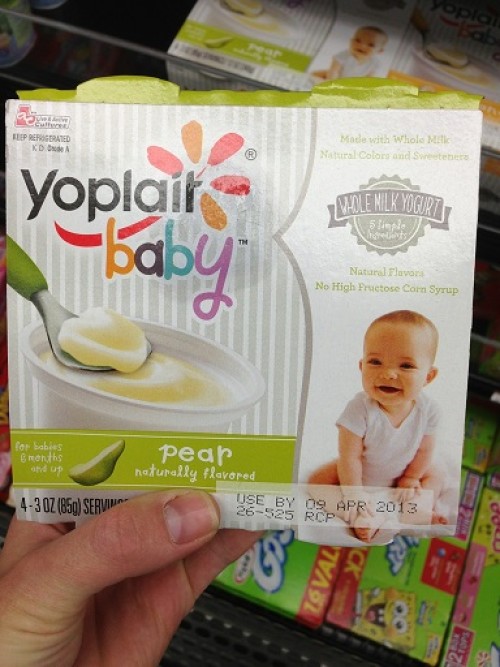 pear
Live & Active
Cultures
KEEP REFRIGERATED
K D Grade A
Yoplait®
baby™
Made with Whole Milk
Natural Colors and Sweeteners
WHOLE MILK YOGURT
5 Simple
Ingredients
Natural Flavors
No High Fructose Corn Syrup
for babies
6 months
and up
pear
naturally flavored
4-3 OZ (85g)
USE BY 09 APR 2013
26-525 RCP